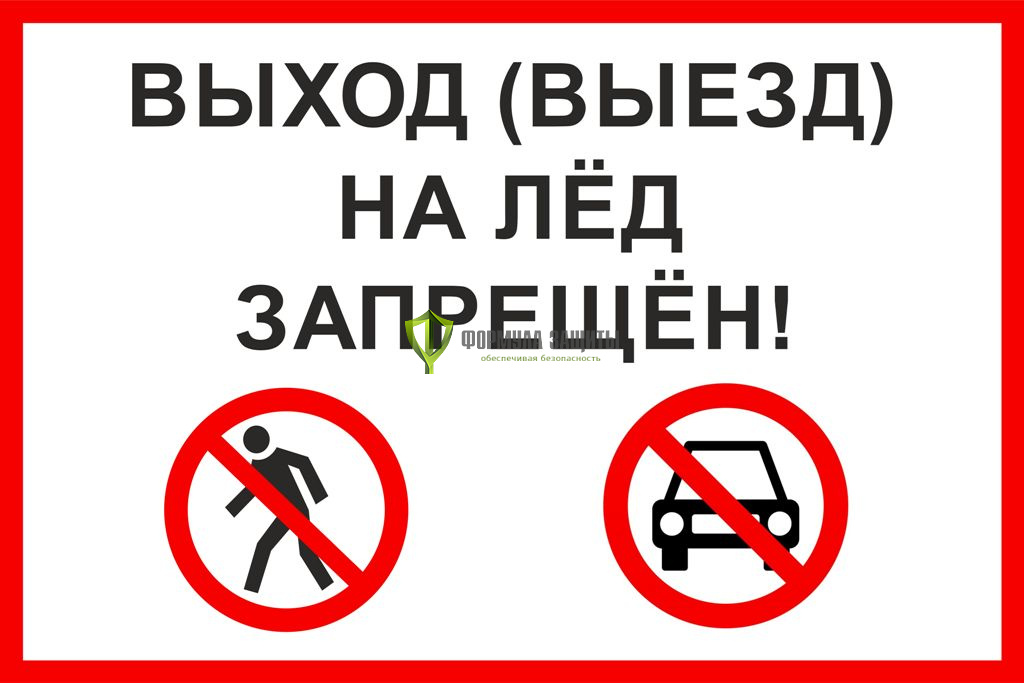 ВЫХОД (ВЫЕЗД)
НА ЛЁД
ЗАПРЕЩЁН!
ФОРМУЛА ЗАЩИТЫ
обеспечивая безопасность